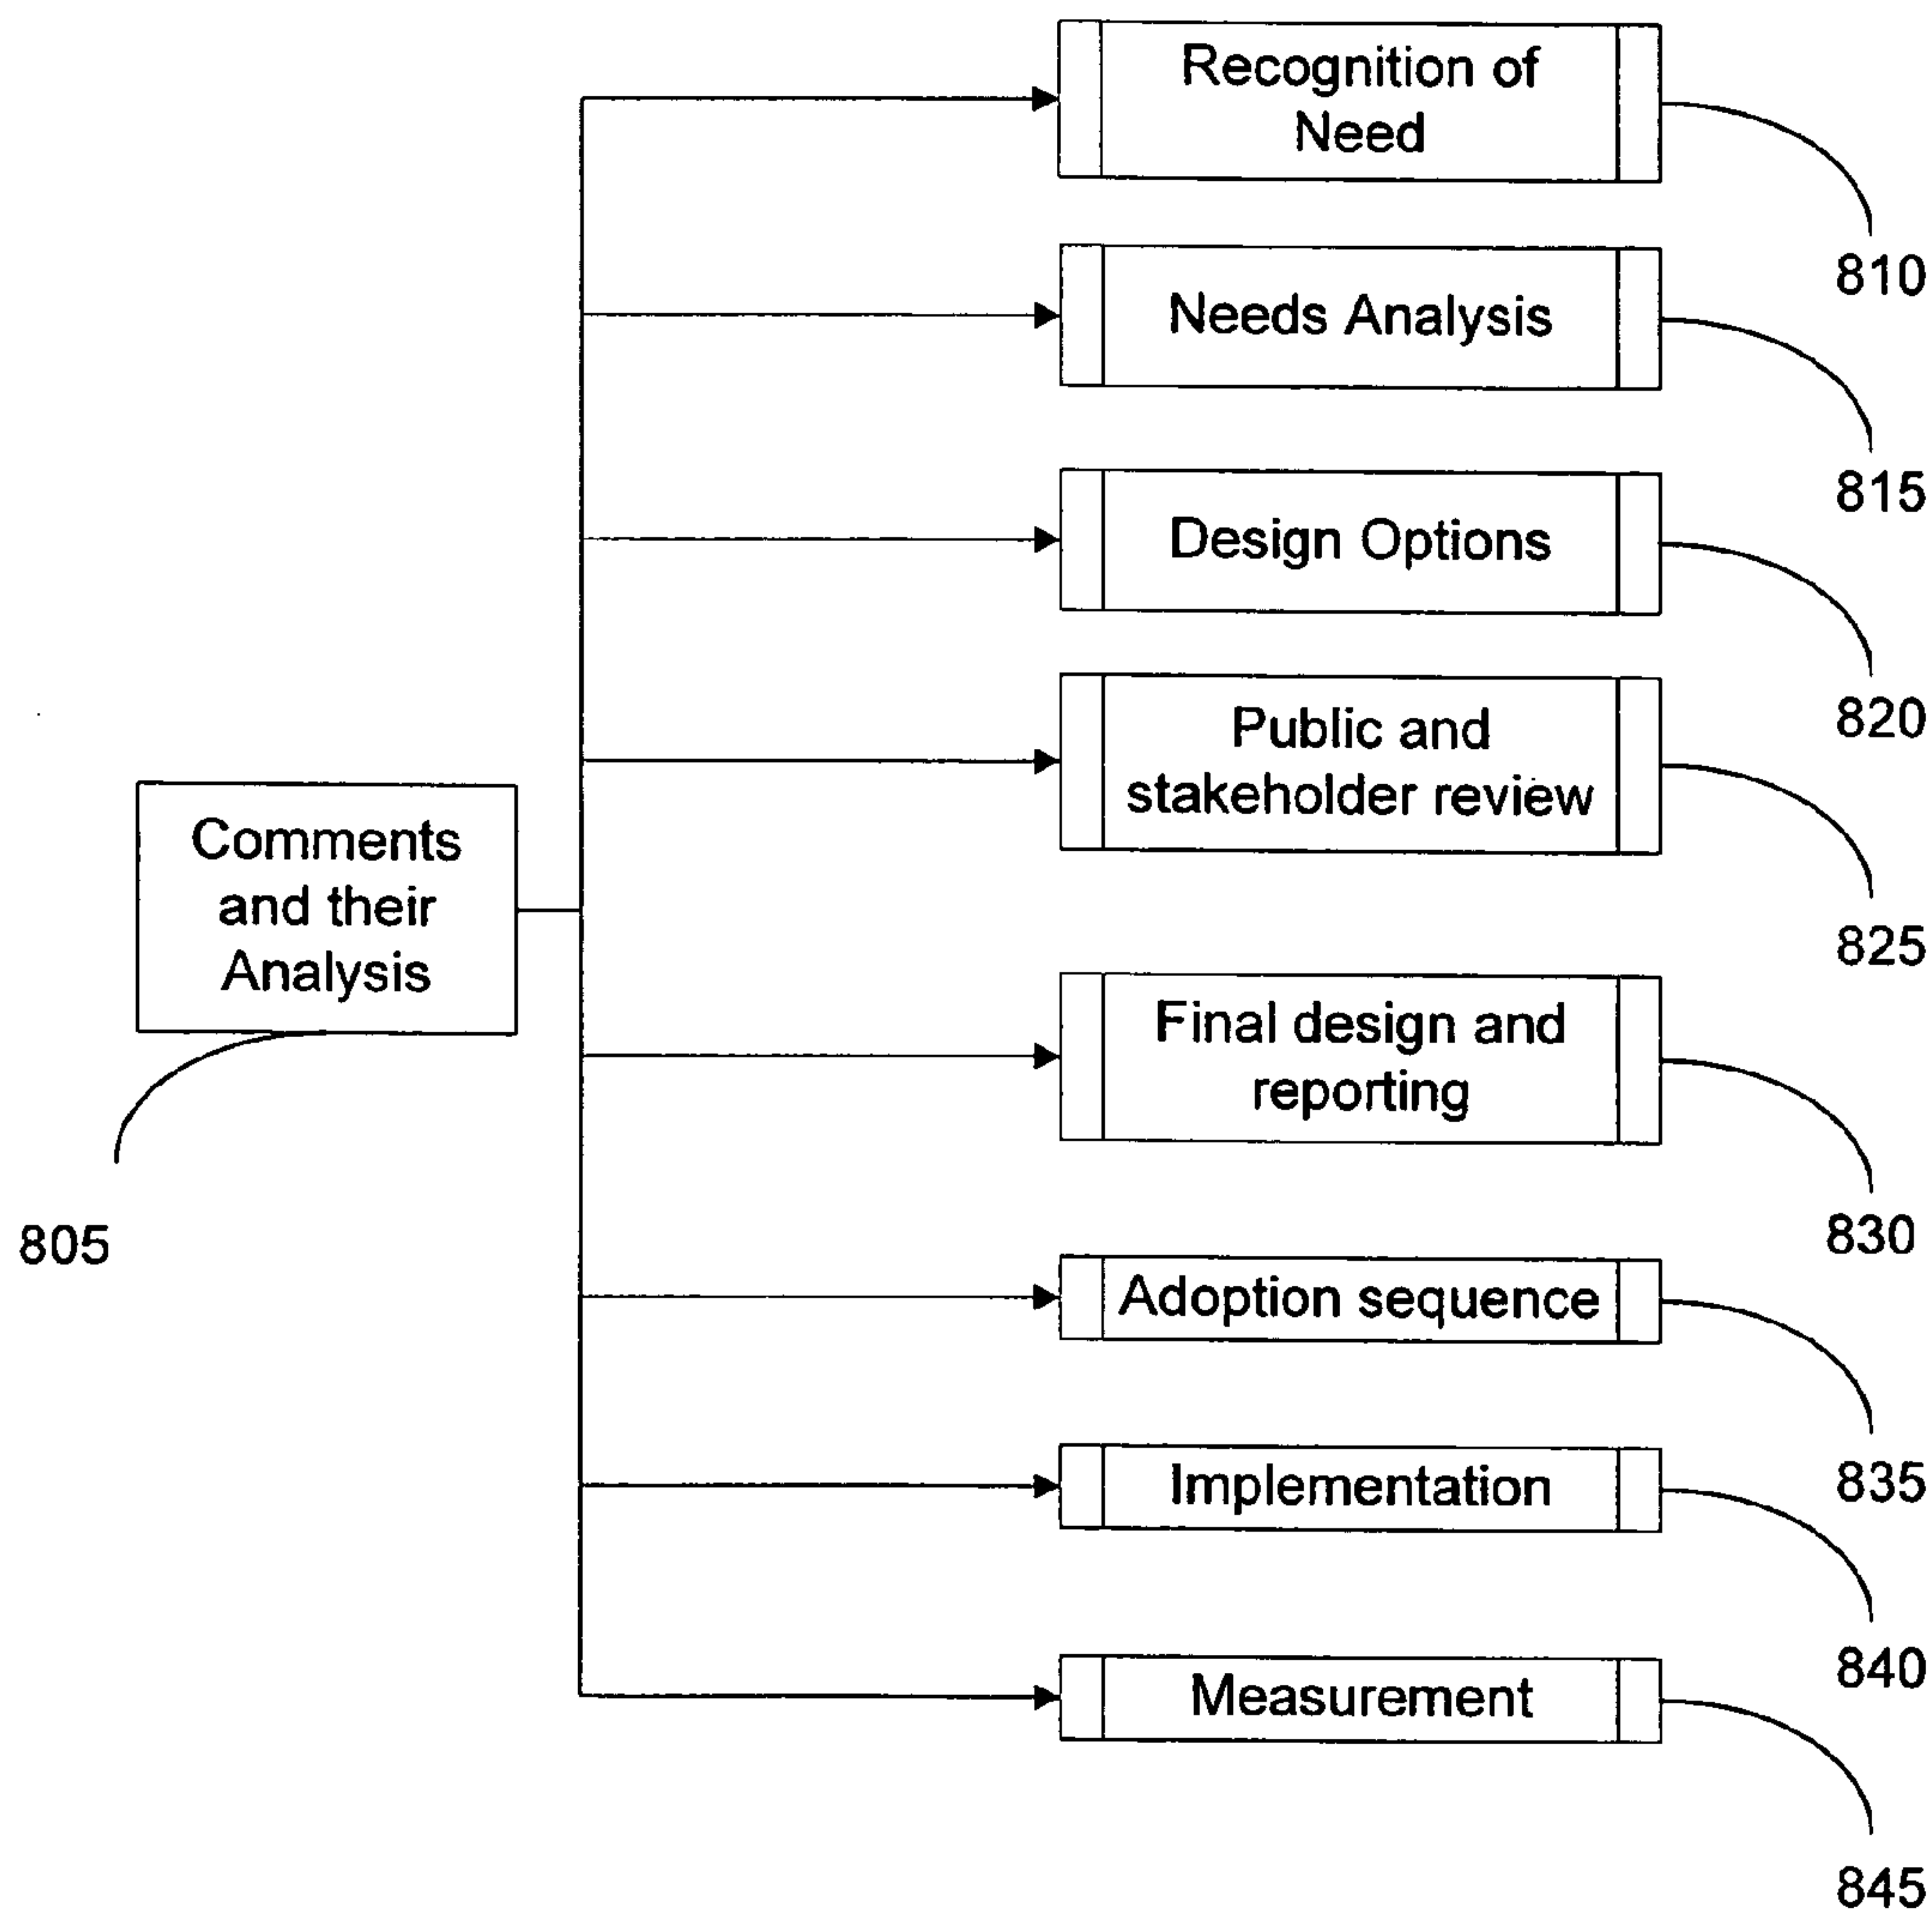 Recognition of
Need
810
Needs Analysis
815
Design Options
820
Public and
stakeholder review
825
Comments
and their
Analysis
805
Final design and
reporting
830
Adoption sequence
835
Implementation
840
Measurement
845